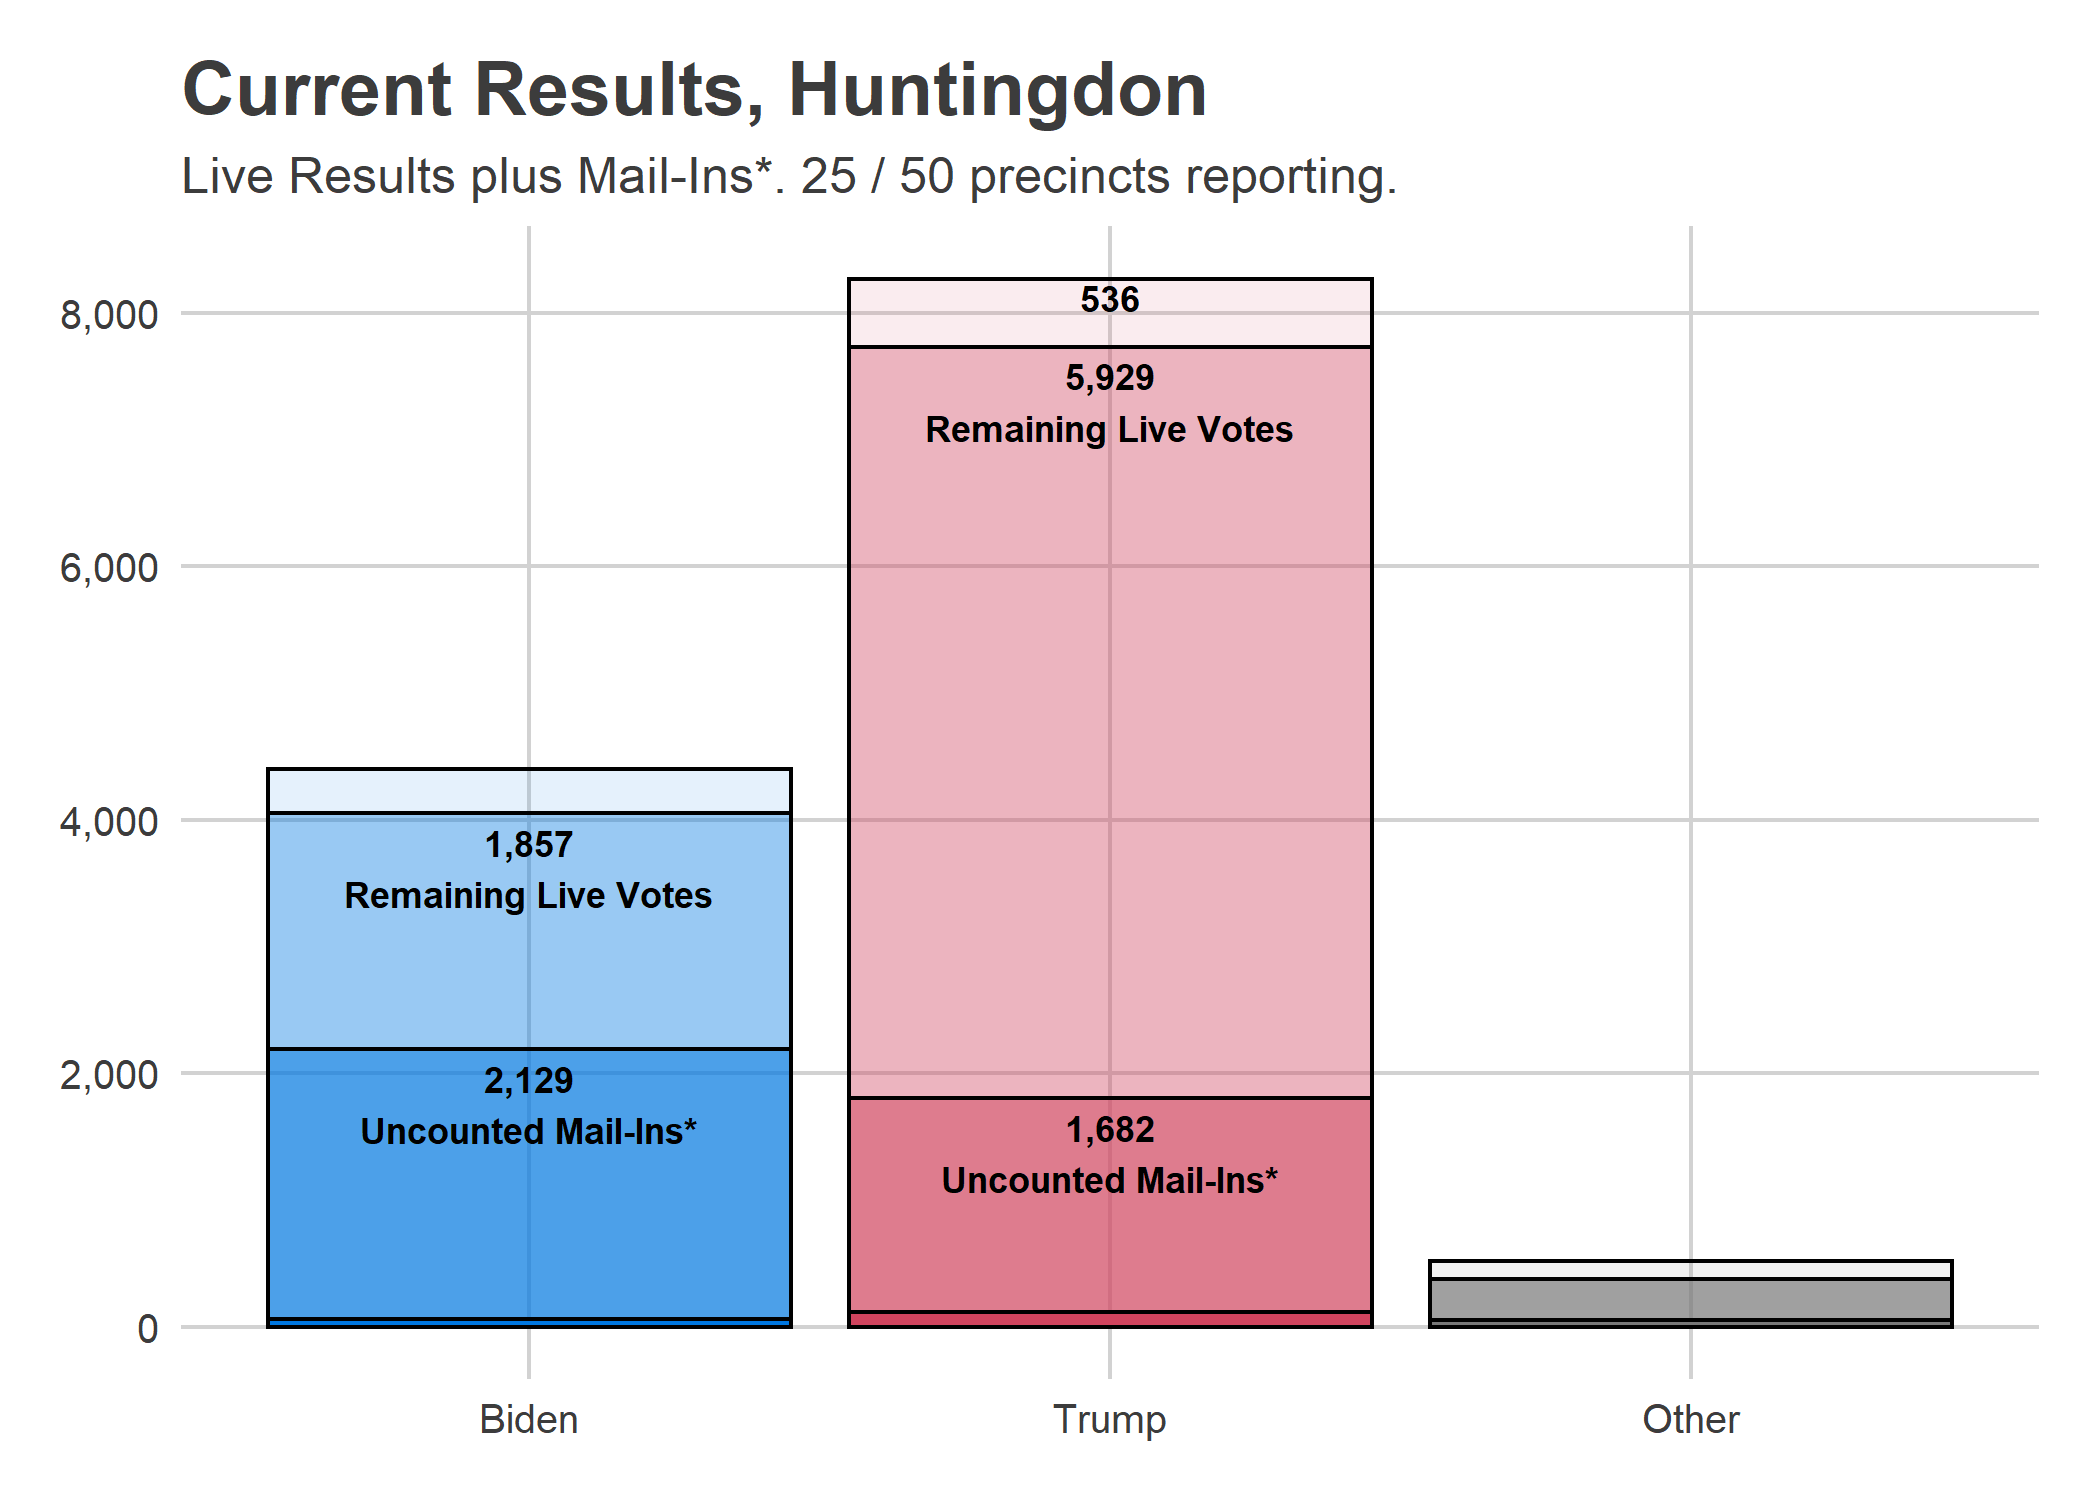 Current Results, Huntingdon
Live Results plus Mail-Ins*. 25 / 50 precincts reporting.
8,000
6,000
4,000
2,000
0
536
5,929
Remaining Live Votes
1,857
Remaining Live Votes
2,129
Uncounted Mail-Ins*
1,682
Uncounted Mail-Ins*
Biden
Trump
Other